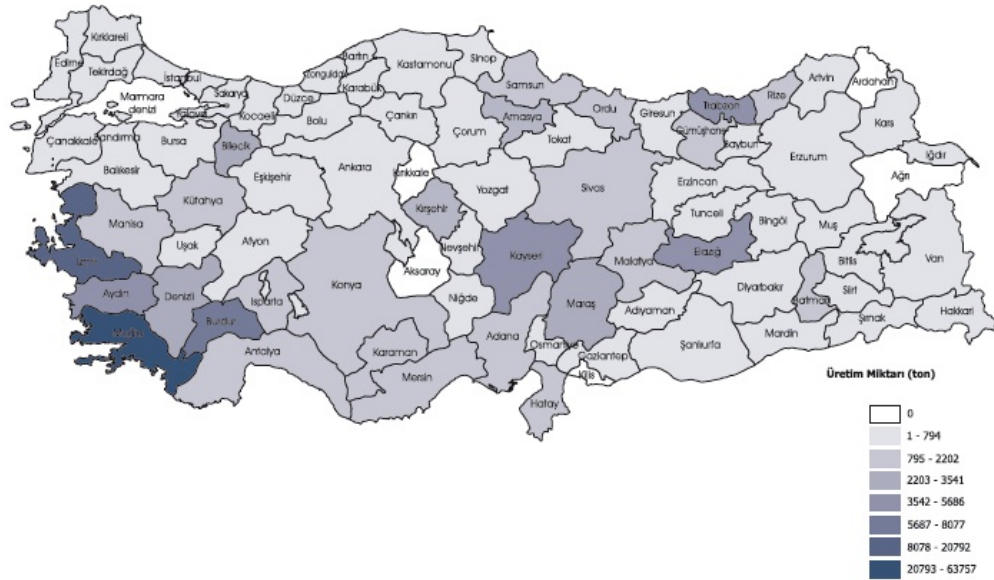 Kırklareli
Edirne
Tekirdağ
İstanbul
Marmara
denizi
Yalova
Sakarya
Kocaeli
Düzce
Zonguldak
Bartın
Karabük
Kastamonu
Sinop
Samsun
Ordu
Giresun
Trabzon
Rize
Artvin
Ardahan
Kars
Iğdır
Ağrı
Çanakkale
Bandırma
Bursa
Balıkesir
Bilecik
Bolu
Çankırı
Çorum
Amasya
Tokat
Gümüşhane
Bayburt
Erzurum
Erzincan
Ankara
Kırıkkale
Yozgat
Sivas
Eskişehir
Kütahya
Manisa
Uşak
Afyon
Kırşehir
Nevşehir
Kayseri
Tunceli
Bingöl
Muş
Elazığ
Malatya
Bitlis
Van
İzmir
Aydın
Denizli
Isparta
Burdur
Konya
Aksaray
Niğde
Maraş
Adıyaman
Diyarbakır
Batman
Siirt
Şırnak
Hakkari
Muğla
Antalya
Karaman
Mersin
Adana
Osmaniye
Gaziantep
Kilis
Şanlıurfa
Mardin
Hatay
Üretim Miktarı (ton)
0
1 - 794
795 - 2202
2203 - 3541
3542 - 5686
5687 - 8077
8078 - 20792
20793 - 63757